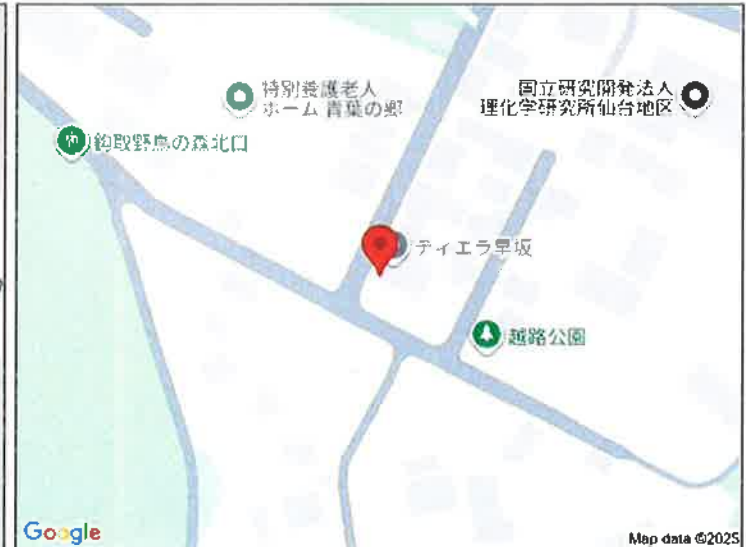 特別養護老人
ホーム 青葉の郷
国立研究開発法人
理化学研究所仙台地区
鈎取野鳥の森北口
ティエラ早坂
越路公園
Google
Map data ©2025